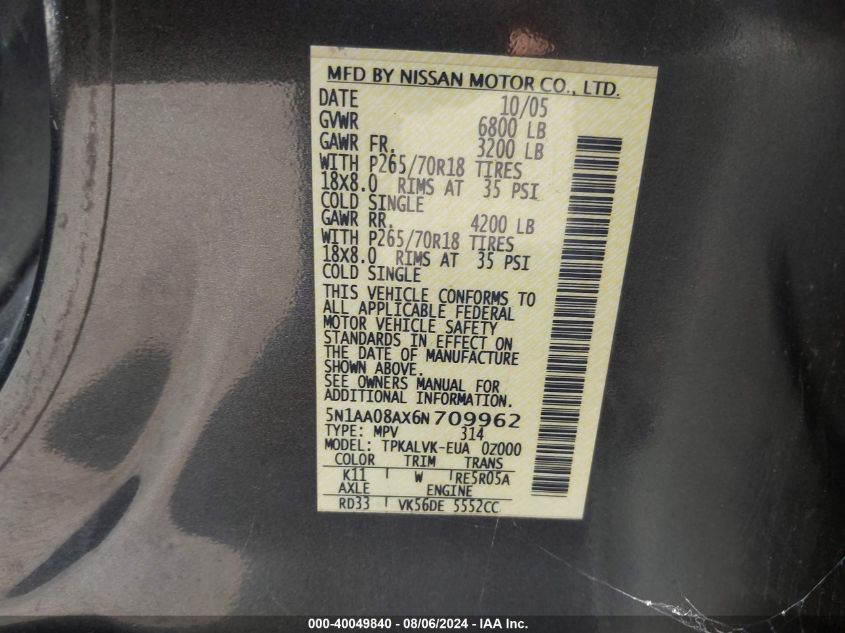 MFD BY NISSAN MOTOR CO., LTD.
DATE 10/05
GVWR 6800 LB
GAWR FR. 3200 LB
WITH P265/70R18 TIRES
18X8.0 RIMS AT 35 PSI
COLD SINGLE
GAWR RR. 4200 LB
WITH P265/70R18 TIRES
18X8.0 RIMS AT 35 PSI
COLD SINGLE
THIS VEHICLE CONFORMS TO
ALL APPLICABLE FEDERAL
MOTOR VEHICLE SAFETY
STANDARDS IN EFFECT ON
THE DATE OF MANUFACTURE
SHOWN ABOVE.
SEE OWNERS MANUAL FOR
ADDITIONAL INFORMATION.
5N1AA08AX6N709962
TYPE: MPV 314
MODEL: TPKALVK-EUA 0Z000
COLOR TRIM TRANS
K11 W RE5R05A
AXLE ENGINE
RD33 VK56DE 5552CC
000-40049840 - 08/06/2024 - IAA Inc.